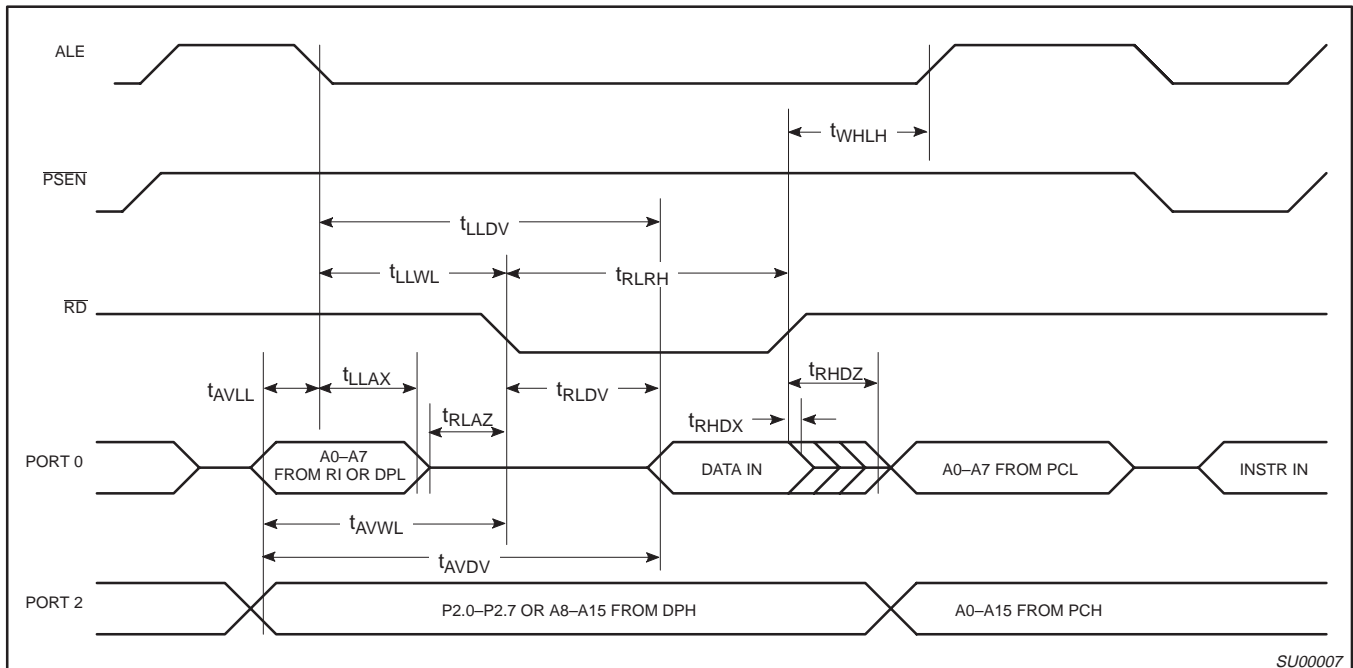 ALE
tWHLH
PSEN
tLLDV
tLLWL
tRLRH
RD
tAVLL
tLLAX
tRLDV
tRHDZ
tRLAZ
tRHDX
PORT 0
A0–A7
FROM RI OR DPL
DATA IN
A0–A7 FROM PCL
INSTR IN
tAVWL
tAVDV
PORT 2
P2.0–P2.7 OR A8–A15 FROM DPH
A0–A15 FROM PCH
SU00007